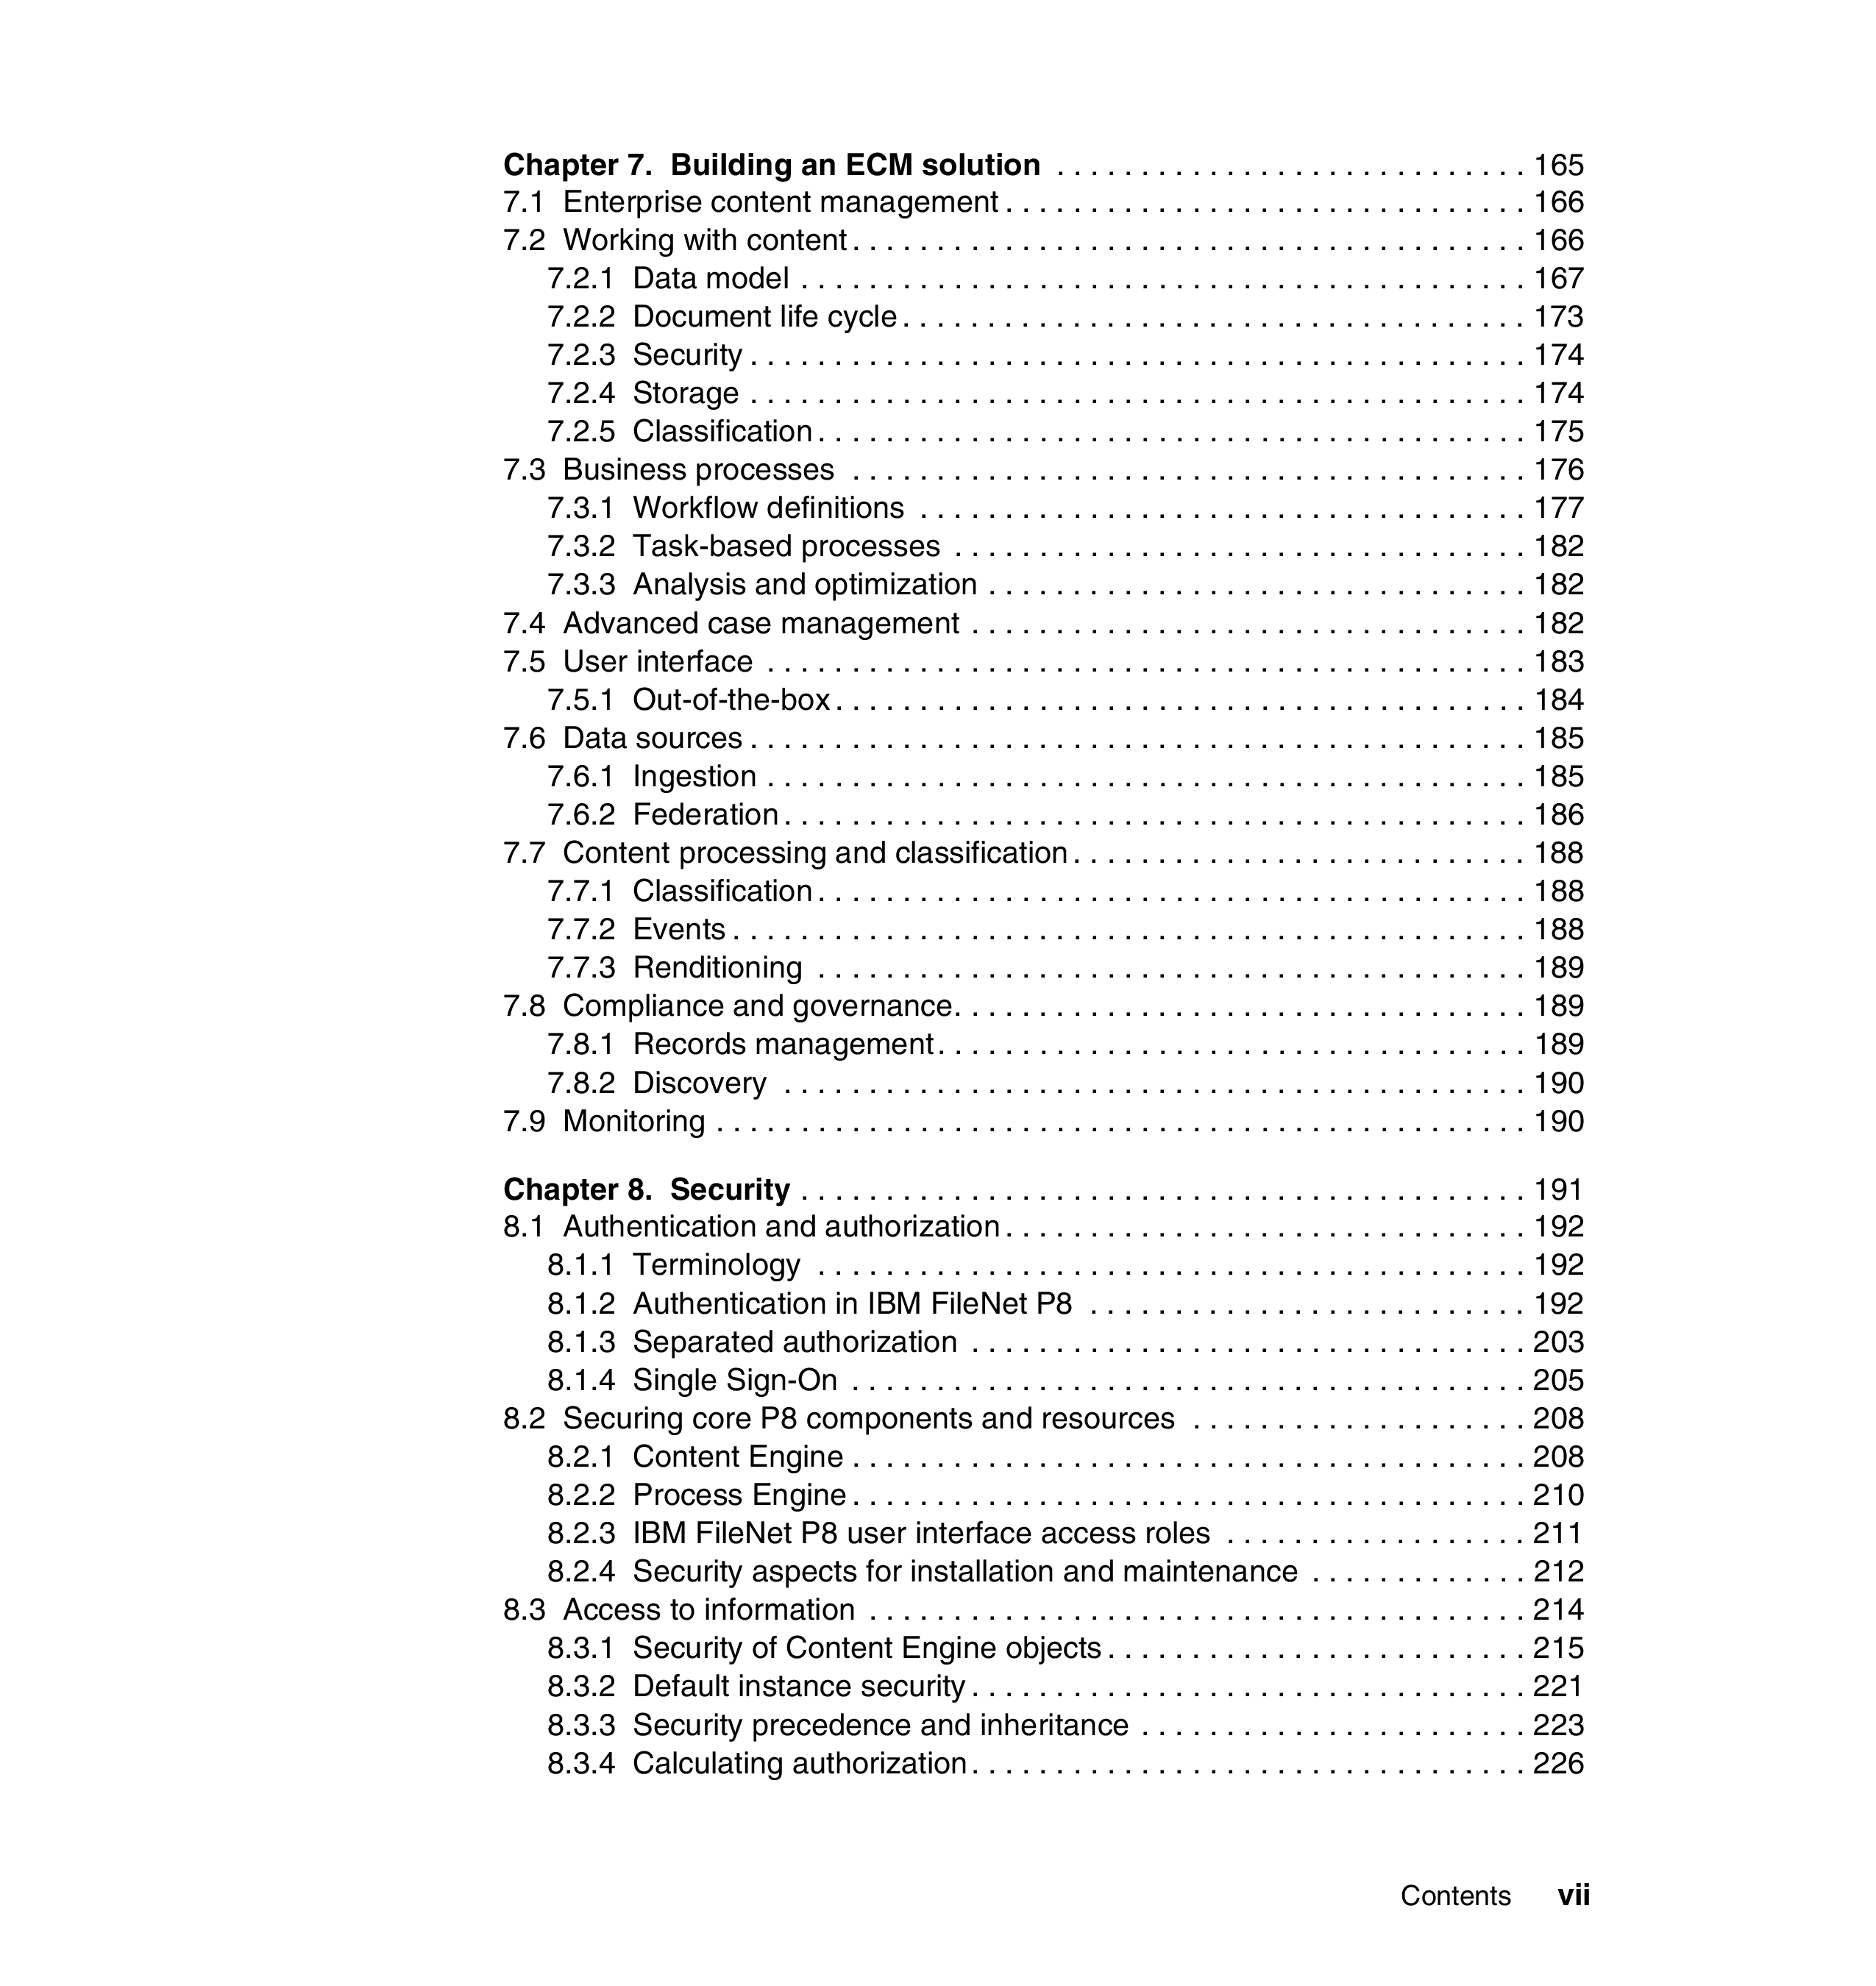 Chapter 7. Building an ECM solution . . . . . . . . . . . . . . . . . . . . . . . . . . . . 165
7.1 Enterprise content management . . . . . . . . . . . . . . . . . . . . . . . . . . . . . . . 166
7.2 Working with content . . . . . . . . . . . . . . . . . . . . . . . . . . . . . . . . . . . . . . . . 166
7.2.1 Data model . . . . . . . . . . . . . . . . . . . . . . . . . . . . . . . . . . . . . . . . . . . 167
7.2.2 Document life cycle . . . . . . . . . . . . . . . . . . . . . . . . . . . . . . . . . . . . . 173
7.2.3 Security . . . . . . . . . . . . . . . . . . . . . . . . . . . . . . . . . . . . . . . . . . . . . . 174
7.2.4 Storage . . . . . . . . . . . . . . . . . . . . . . . . . . . . . . . . . . . . . . . . . . . . . . 174
7.2.5 Classification . . . . . . . . . . . . . . . . . . . . . . . . . . . . . . . . . . . . . . . . . . 175
7.3 Business processes . . . . . . . . . . . . . . . . . . . . . . . . . . . . . . . . . . . . . . . . 176
7.3.1 Workflow definitions . . . . . . . . . . . . . . . . . . . . . . . . . . . . . . . . . . . . 177
7.3.2 Task-based processes . . . . . . . . . . . . . . . . . . . . . . . . . . . . . . . . . . 182
7.3.3 Analysis and optimization . . . . . . . . . . . . . . . . . . . . . . . . . . . . . . . . 182
7.4 Advanced case management . . . . . . . . . . . . . . . . . . . . . . . . . . . . . . . . . 182
7.5 User interface . . . . . . . . . . . . . . . . . . . . . . . . . . . . . . . . . . . . . . . . . . . . . 183
7.5.1 Out-of-the-box . . . . . . . . . . . . . . . . . . . . . . . . . . . . . . . . . . . . . . . . . 184
7.6 Data sources . . . . . . . . . . . . . . . . . . . . . . . . . . . . . . . . . . . . . . . . . . . . . . 185
7.6.1 Ingestion . . . . . . . . . . . . . . . . . . . . . . . . . . . . . . . . . . . . . . . . . . . . . 185
7.6.2 Federation . . . . . . . . . . . . . . . . . . . . . . . . . . . . . . . . . . . . . . . . . . . . 186
7.7 Content processing and classification . . . . . . . . . . . . . . . . . . . . . . . . . . . 188
7.7.1 Classification . . . . . . . . . . . . . . . . . . . . . . . . . . . . . . . . . . . . . . . . . . 188
7.7.2 Events . . . . . . . . . . . . . . . . . . . . . . . . . . . . . . . . . . . . . . . . . . . . . . . 188
7.7.3 Renditioning . . . . . . . . . . . . . . . . . . . . . . . . . . . . . . . . . . . . . . . . . . 189
7.8 Compliance and governance. . . . . . . . . . . . . . . . . . . . . . . . . . . . . . . . . . 189
7.8.1 Records management . . . . . . . . . . . . . . . . . . . . . . . . . . . . . . . . . . . 189
7.8.2 Discovery . . . . . . . . . . . . . . . . . . . . . . . . . . . . . . . . . . . . . . . . . . . . 190
7.9 Monitoring . . . . . . . . . . . . . . . . . . . . . . . . . . . . . . . . . . . . . . . . . . . . . . . . 190
Chapter 8. Security . . . . . . . . . . . . . . . . . . . . . . . . . . . . . . . . . . . . . . . . . . . 191
8.1 Authentication and authorization . . . . . . . . . . . . . . . . . . . . . . . . . . . . . . . 192
8.1.1 Terminology . . . . . . . . . . . . . . . . . . . . . . . . . . . . . . . . . . . . . . . . . . 192
8.1.2 Authentication in IBM FileNet P8 . . . . . . . . . . . . . . . . . . . . . . . . . . 192
8.1.3 Separated authorization . . . . . . . . . . . . . . . . . . . . . . . . . . . . . . . . . 203
8.1.4 Single Sign-On . . . . . . . . . . . . . . . . . . . . . . . . . . . . . . . . . . . . . . . . 205
8.2 Securing core P8 components and resources . . . . . . . . . . . . . . . . . . . . 208
8.2.1 Content Engine . . . . . . . . . . . . . . . . . . . . . . . . . . . . . . . . . . . . . . . . 208
8.2.2 Process Engine . . . . . . . . . . . . . . . . . . . . . . . . . . . . . . . . . . . . . . . . 210
8.2.3 IBM FileNet P8 user interface access roles . . . . . . . . . . . . . . . . . . 211
8.2.4 Security aspects for installation and maintenance . . . . . . . . . . . . . 212
8.3 Access to information . . . . . . . . . . . . . . . . . . . . . . . . . . . . . . . . . . . . . . . 214
8.3.1 Security of Content Engine objects . . . . . . . . . . . . . . . . . . . . . . . . . 215
8.3.2 Default instance security . . . . . . . . . . . . . . . . . . . . . . . . . . . . . . . . . 221
8.3.3 Security precedence and inheritance . . . . . . . . . . . . . . . . . . . . . . . 223
8.3.4 Calculating authorization . . . . . . . . . . . . . . . . . . . . . . . . . . . . . . . . . 226
Contents vii